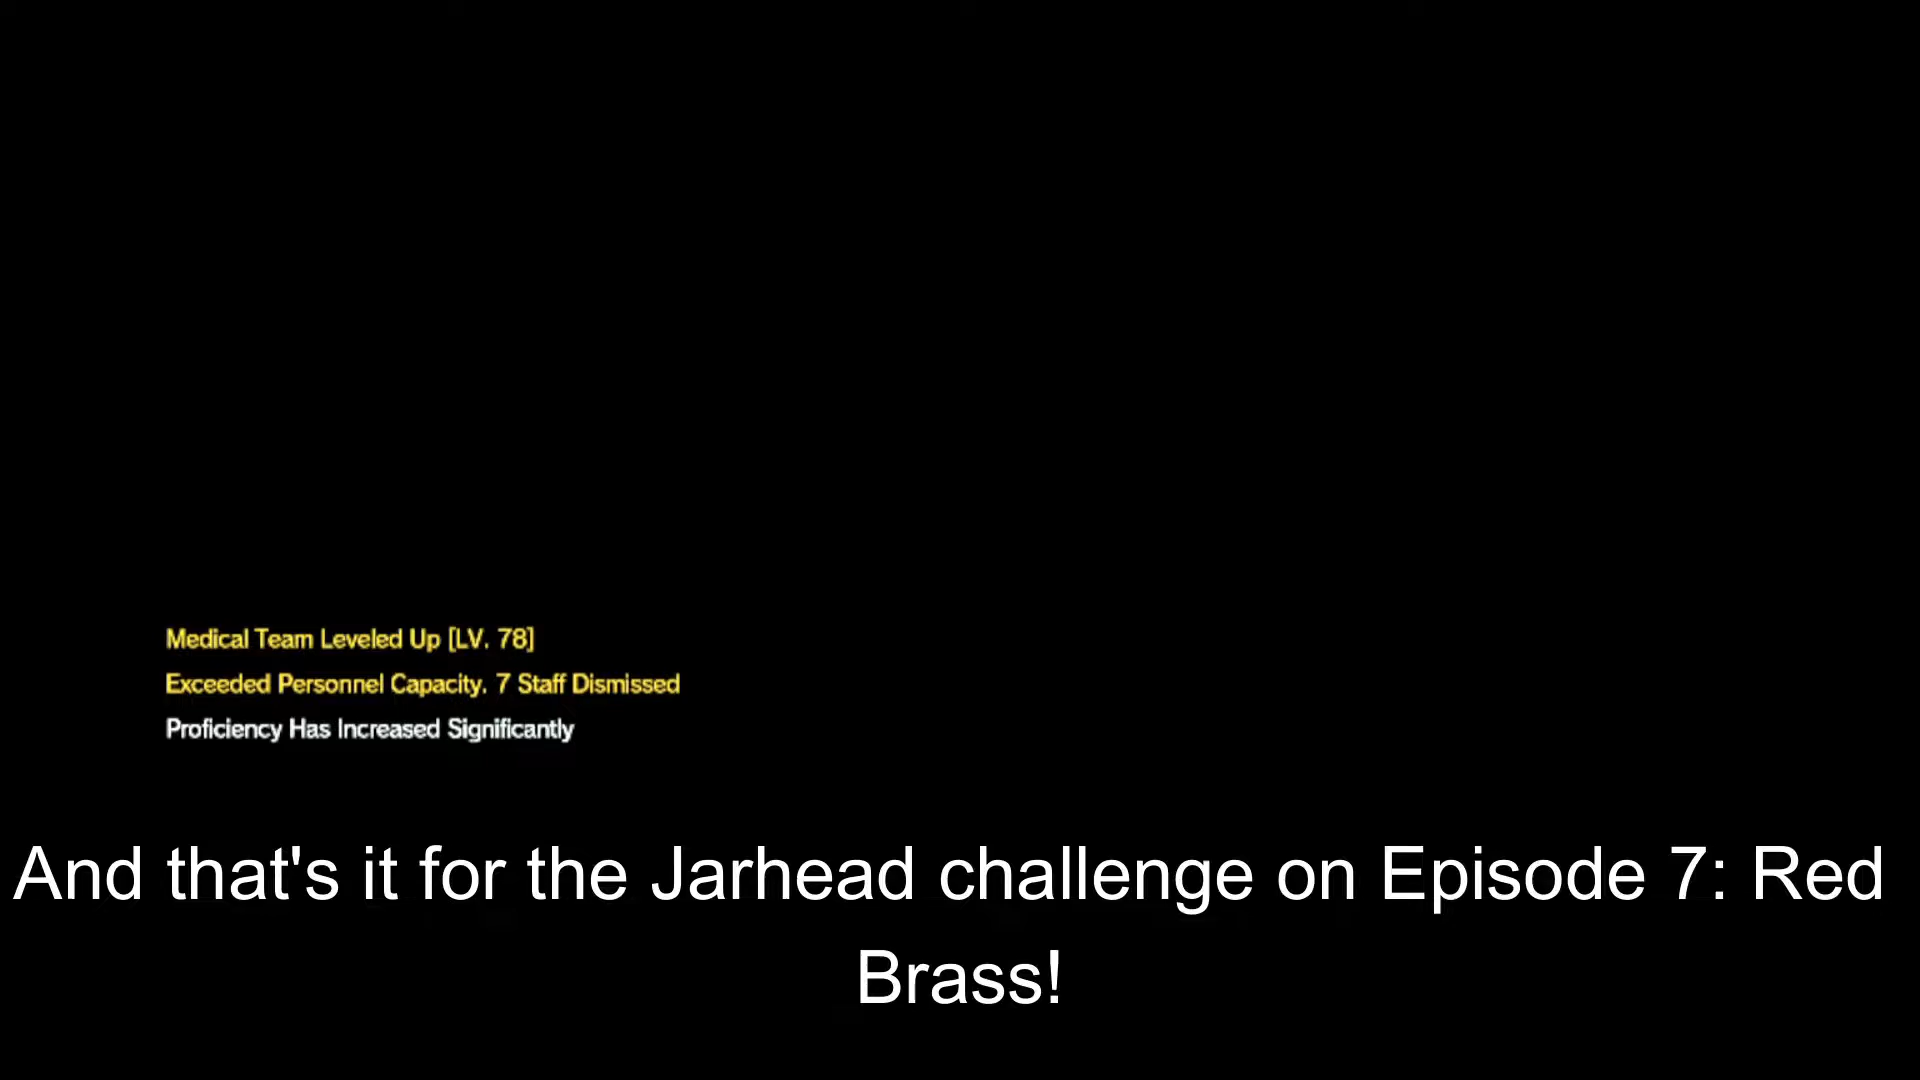 Medical Team Leveled Up [LV. 78]
Exceeded Personnel Capacity. 7 Staff Dismissed
Proficiency Has Increased Significantly
And that's it for the Jarhead challenge on Episode 7: Red
Brass!